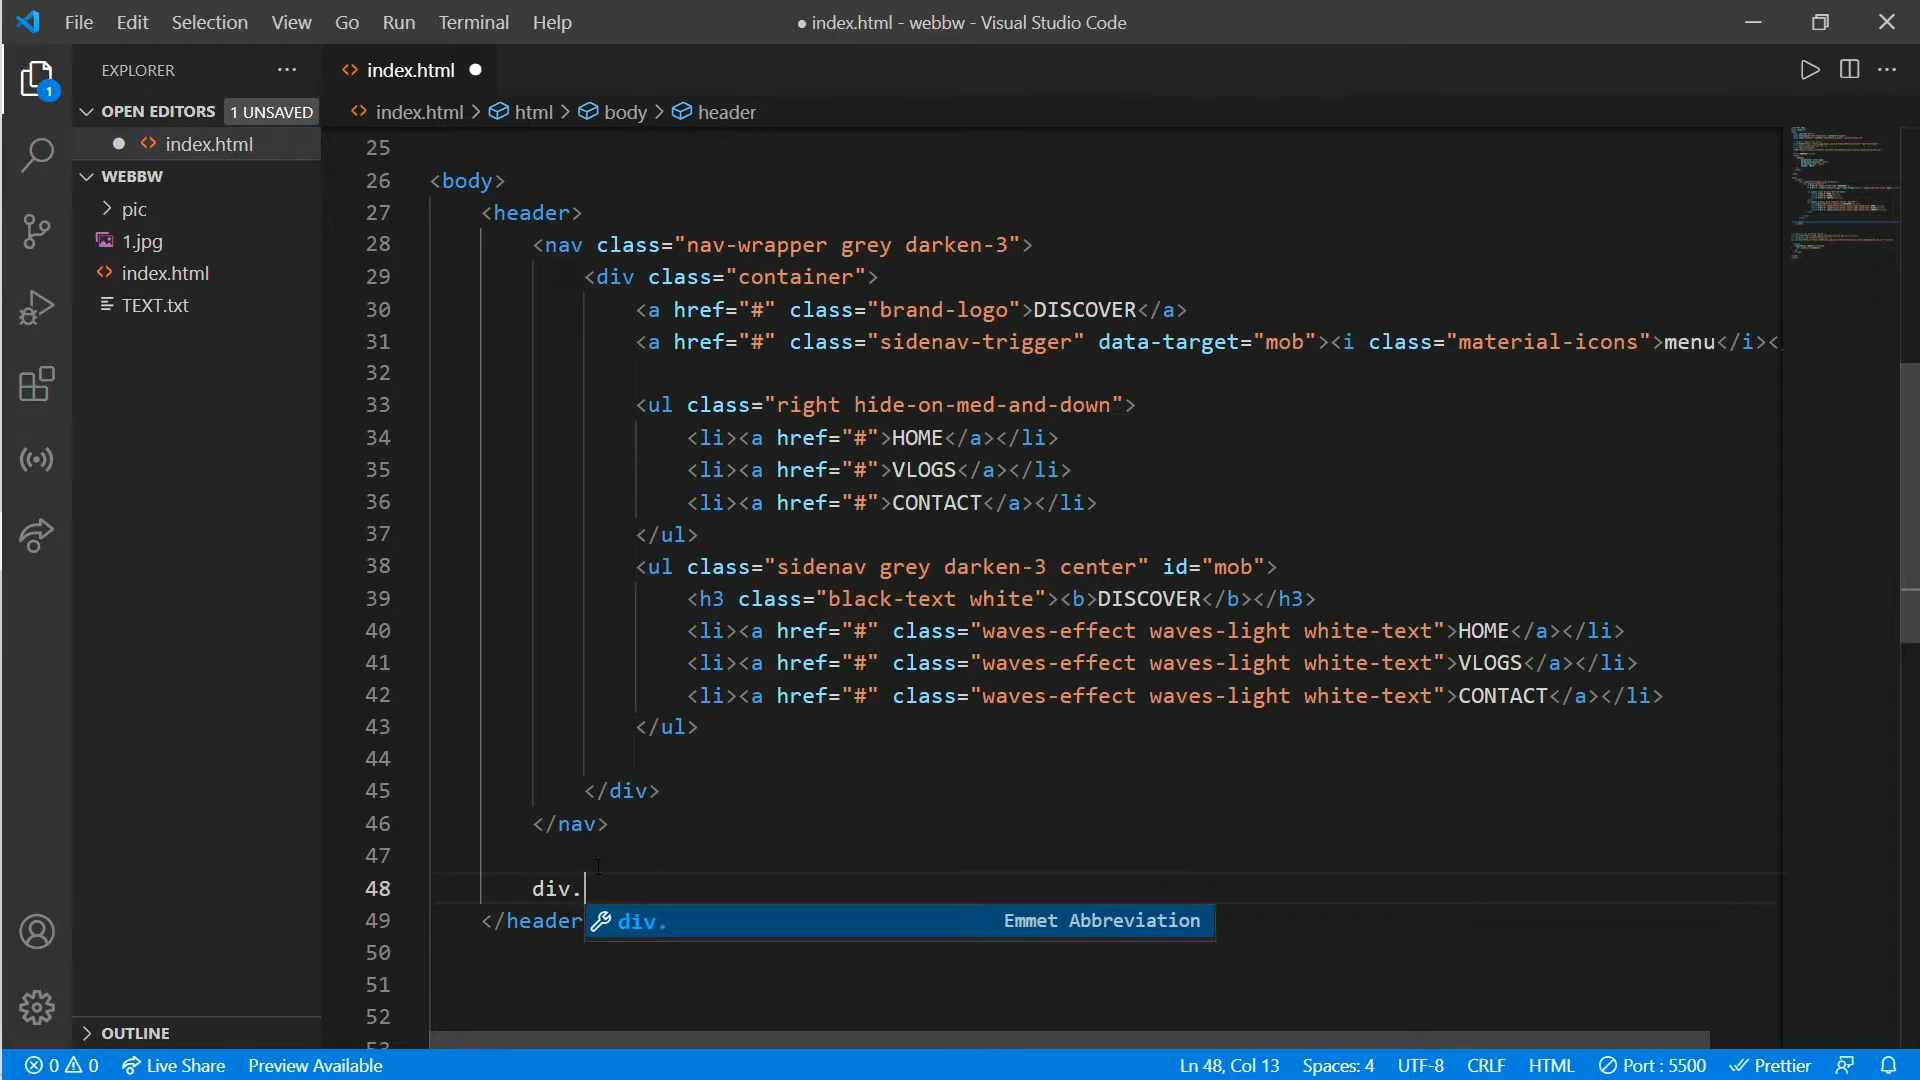 File Edit Selection View Go Run Terminal Help
● index.html - webbw - Visual Studio Code
EXPLORER
index.html
OPEN EDITORS 1 UNSAVED
index.html > html > body > header
index.html
WEBBW
pic
1.jpg
index.html
TEXT.txt
OUTLINE
1
25
26 <body>
27 <header>
28 <nav class="nav-wrapper grey darken-3">
29 <div class="container">
30 <a href="#" class="brand-logo">DISCOVER</a>
31 <a href="#" class="sidenav-trigger" data-target="mob"><i class="material-icons">menu</i><
32
33 <ul class="right hide-on-med-and-down">
34 <li><a href="#">HOME</a></li>
35 <li><a href="#">VLOGS</a></li>
36 <li><a href="#">CONTACT</a></li>
37 </ul>
38 <ul class="sidenav grey darken-3 center" id="mob">
39 <h3 class="black-text white"><b>DISCOVER</b></h3>
40 <li><a href="#" class="waves-effect waves-light white-text">HOME</a></li>
41 <li><a href="#" class="waves-effect waves-light white-text">VLOGS</a></li>
42 <li><a href="#" class="waves-effect waves-light white-text">CONTACT</a></li>
43 </ul>
44
45 </div>
46 </nav>
47
48 div.
49 </header
div. Emmet Abbreviation
50
51
52
53
0 0 Live Share Preview Available Ln 48, Col 13 Spaces: 4 UTF-8 CRLF HTML Port : 5500 Prettier